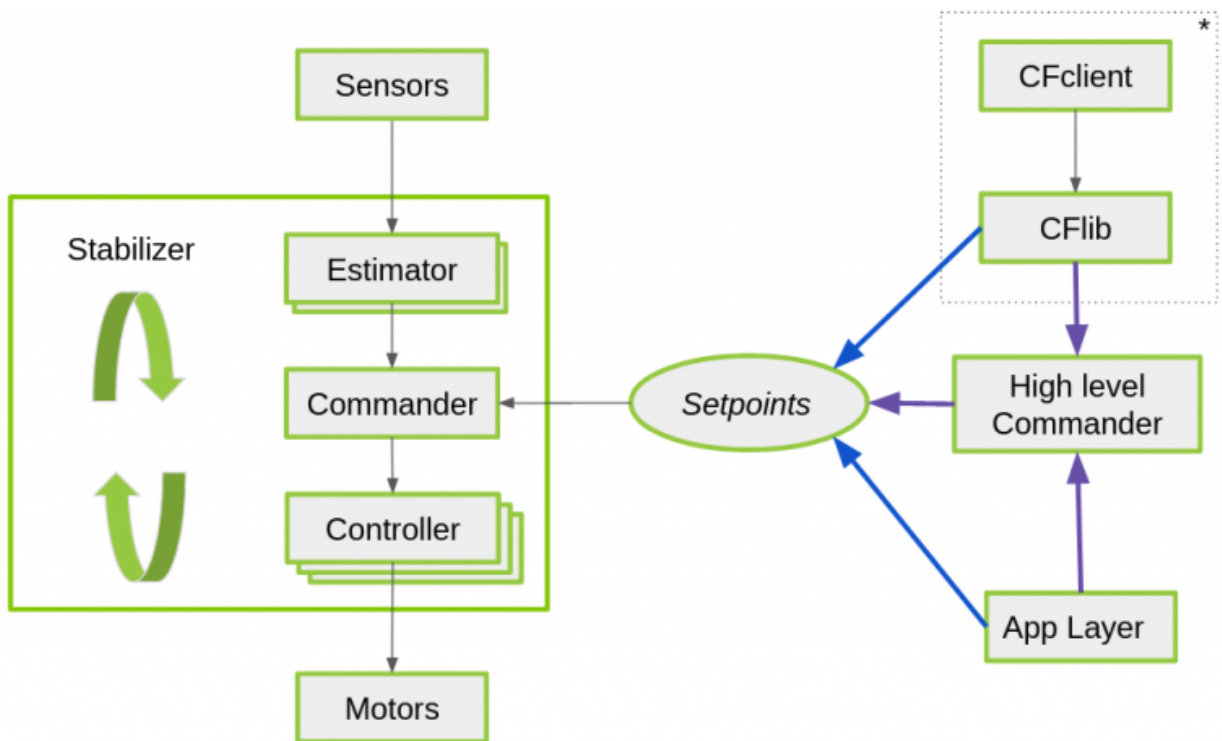 Sensors
Stabilizer
Estimator
Commander
Controller
Motors
Setpoints
*
CFclient
CFlib
High level
Commander
App Layer